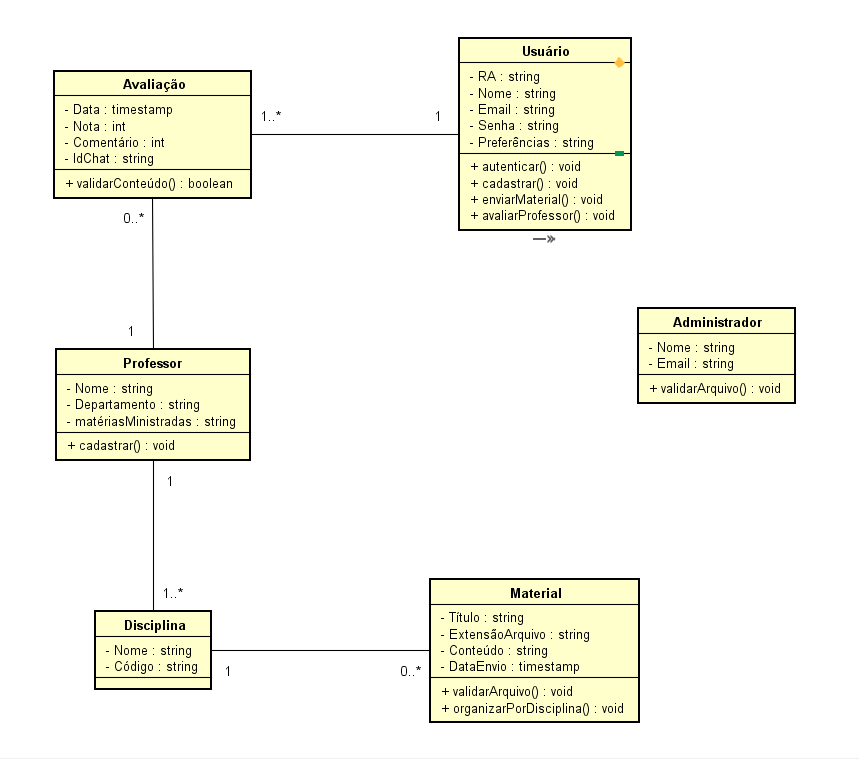 Usuário
- RA : string
- Nome : string
- Email : string
- Senha : string
- Preferências : string
+ autenticar() : void
+ cadastrar() : void
+ enviarMaterial() : void
+ avaliarProfessor() : void
Avaliação
- Data : timestamp
- Nota : int
- Comentário : int
- IdChat : string
+ validarConteúdo() : boolean
1..*
1
0..*
1
Administrador
- Nome : string
- Email : string
+ validarArquivo() : void
Professor
- Nome : string
- Departamento : string
- matériasMinistradas : string
+ cadastrar() : void
1
1..*
Disciplina
- Nome : string
- Código : string
1
0..*
Material
- Título : string
- ExtensãoArquivo : string
- Conteúdo : string
- DataEnvio : timestamp
+ validarArquivo() : void
+ organizarPorDisciplina() : void